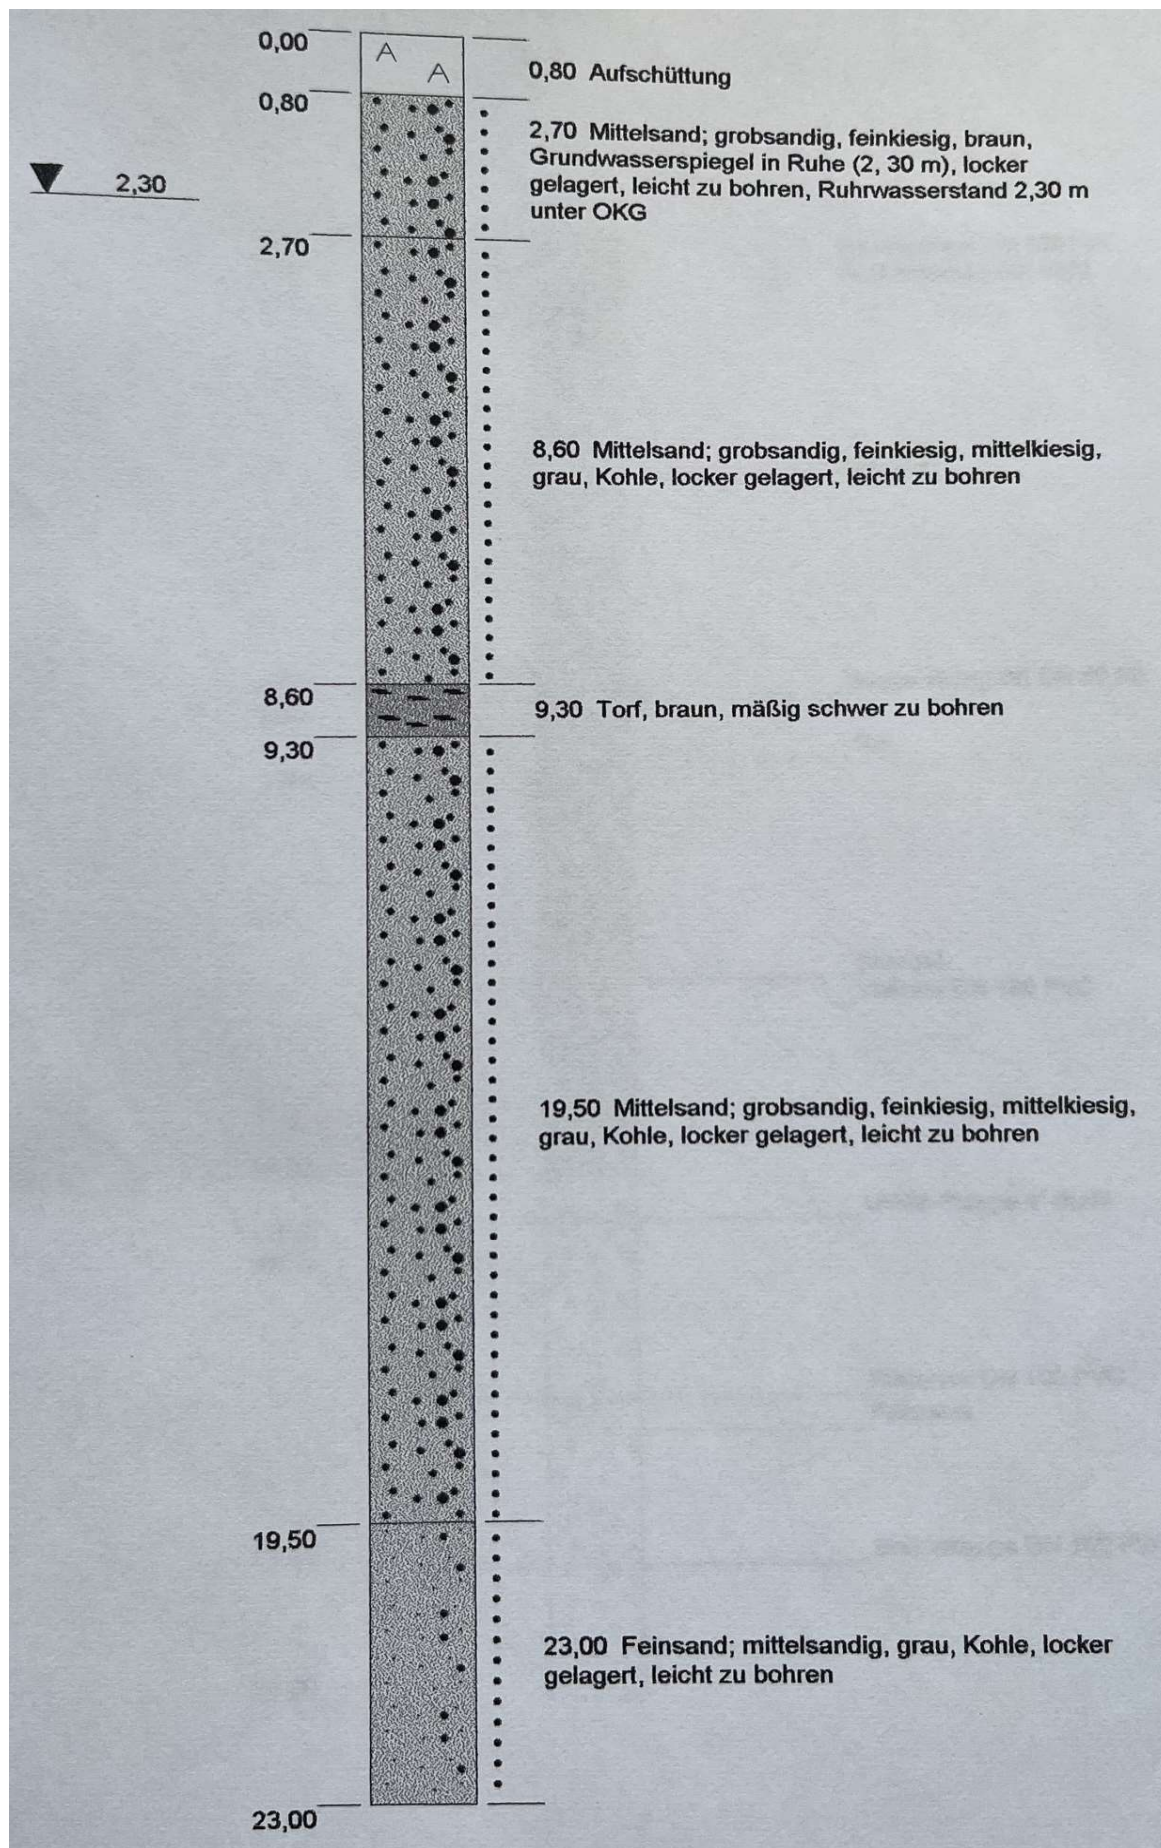 0,00
A
A
0,80 Aufschüttung
0,80
2,70 Mittelsand; grobsandig, feinkiesig, braun,
Grundwasserspiegel in Ruhe (2, 30 m), locker
gelagert, leicht zu bohren, Ruhrwasserstand 2,30 m
unter OKG
2,30
2,70
8,60 Mittelsand; grobsandig, feinkiesig, mittelkiesig,
grau, Kohle, locker gelagert, leicht zu bohren
8,60
9,30 Torf, braun, mäßig schwer zu bohren
9,30
19,50 Mittelsand; grobsandig, feinkiesig, mittelkiesig,
grau, Kohle, locker gelagert, leicht zu bohren
19,50
23,00 Feinsand; mittelsandig, grau, Kohle, locker
gelagert, leicht zu bohren
23,00